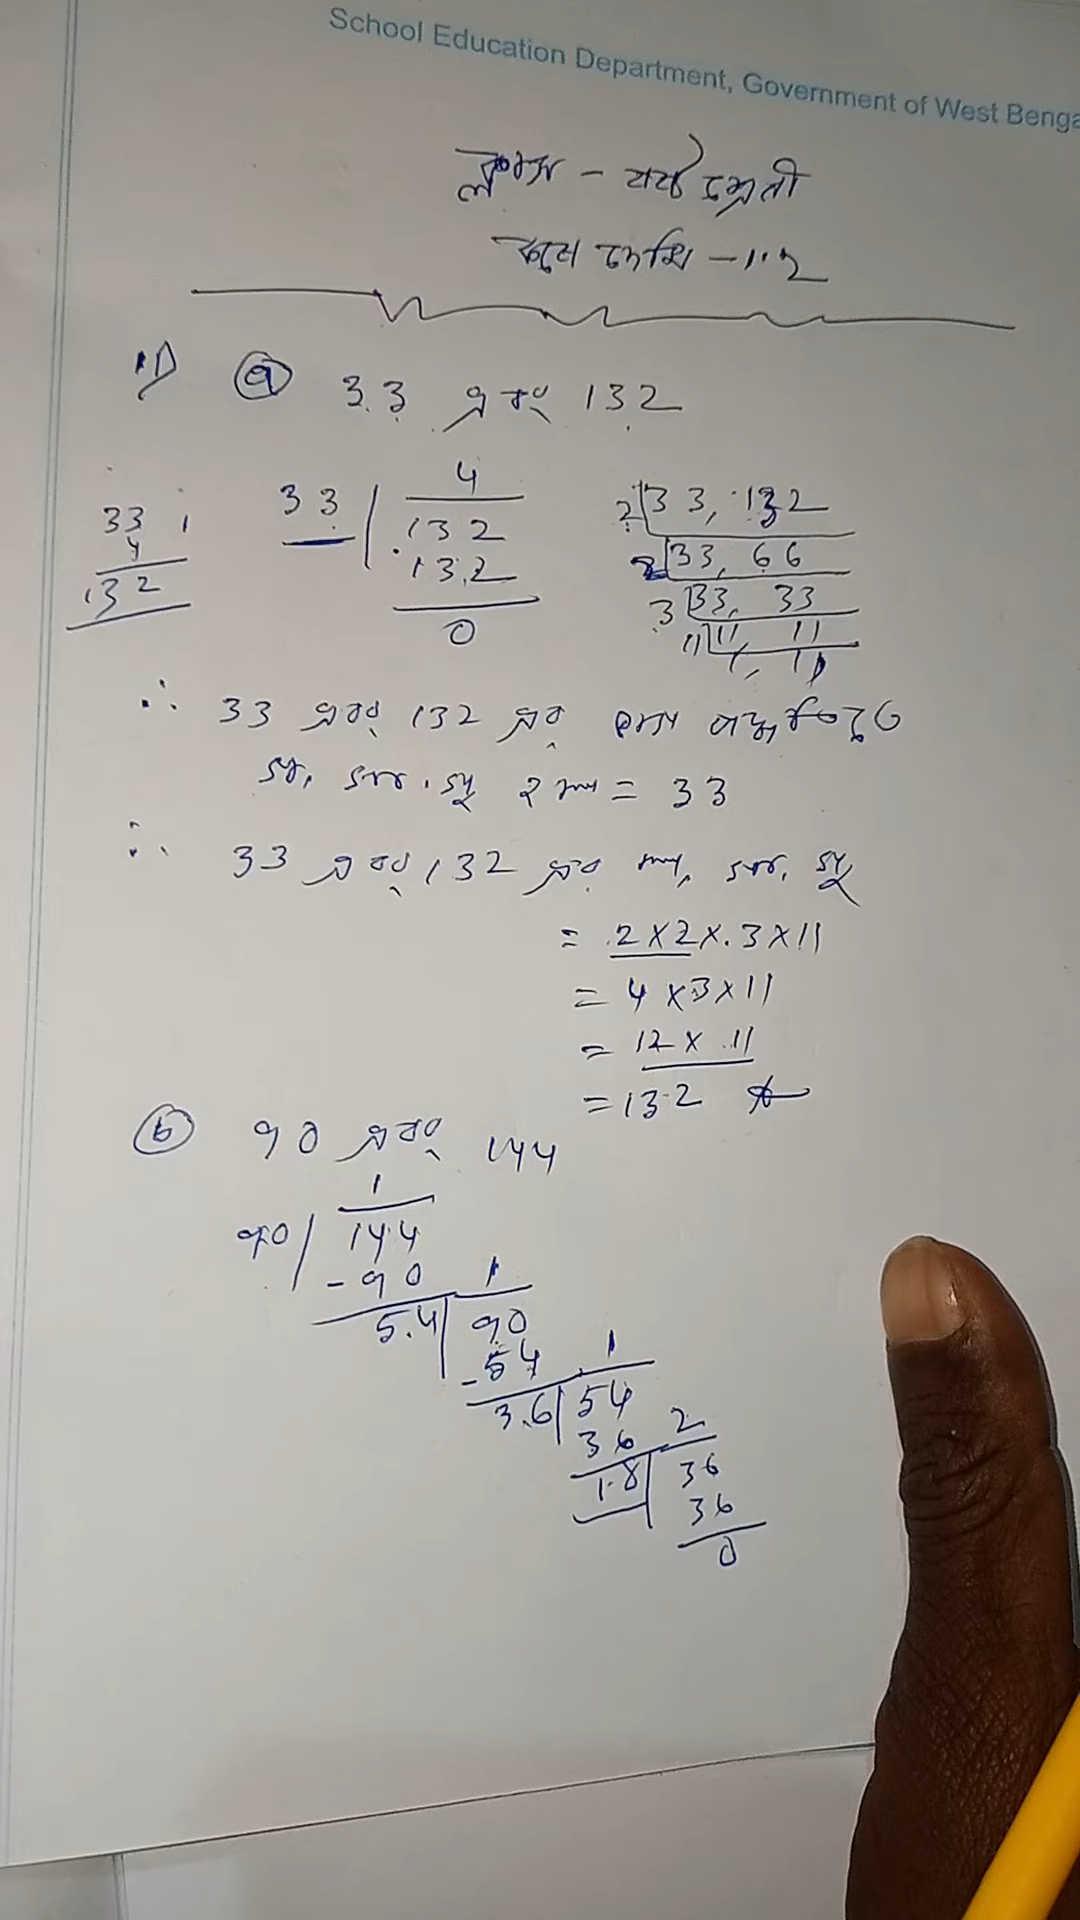 School Education Department, Government of West Benga
ক্লাস - ষষ্ঠ শ্রেণী
কষে দেখি - 1.2
1) (a) 33 এবং 132
33 | 4
132
132
0
33
4
132
2 | 33, 132
2 | 33, 66
3 | 33, 33
11 | 11, 11
1, 1
∴ 33 এবং 132 এর ভাগ পদ্ধতিতে
গ. সা. গু = 33
∴ 33 এবং 132 এর ল. সা. গু
= 2 × 2 × 3 × 11
= 4 × 3 × 11
= 12 × 11
= 132
(b) 90 এবং 144
90 | 144 | 1
- 90
54 | 90 | 1
- 54
36 | 54 | 1
36
18 | 36 | 2
36
0